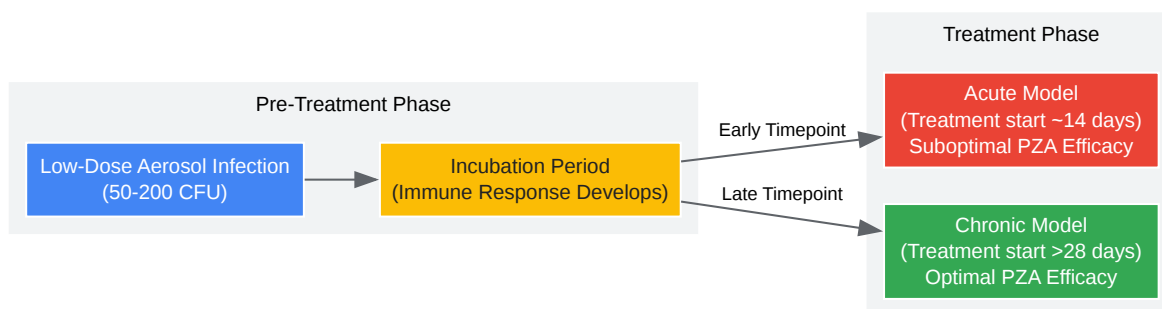 Pre-Treatment Phase
Low-Dose Aerosol Infection
(50-200 CFU)
Incubation Period
(Immune Response Develops)
Early Timepoint
Late Timepoint
Treatment Phase
Acute Model
(Treatment start ~14 days)
Suboptimal PZA Efficacy
Chronic Model
(Treatment start >28 days)
Optimal PZA Efficacy